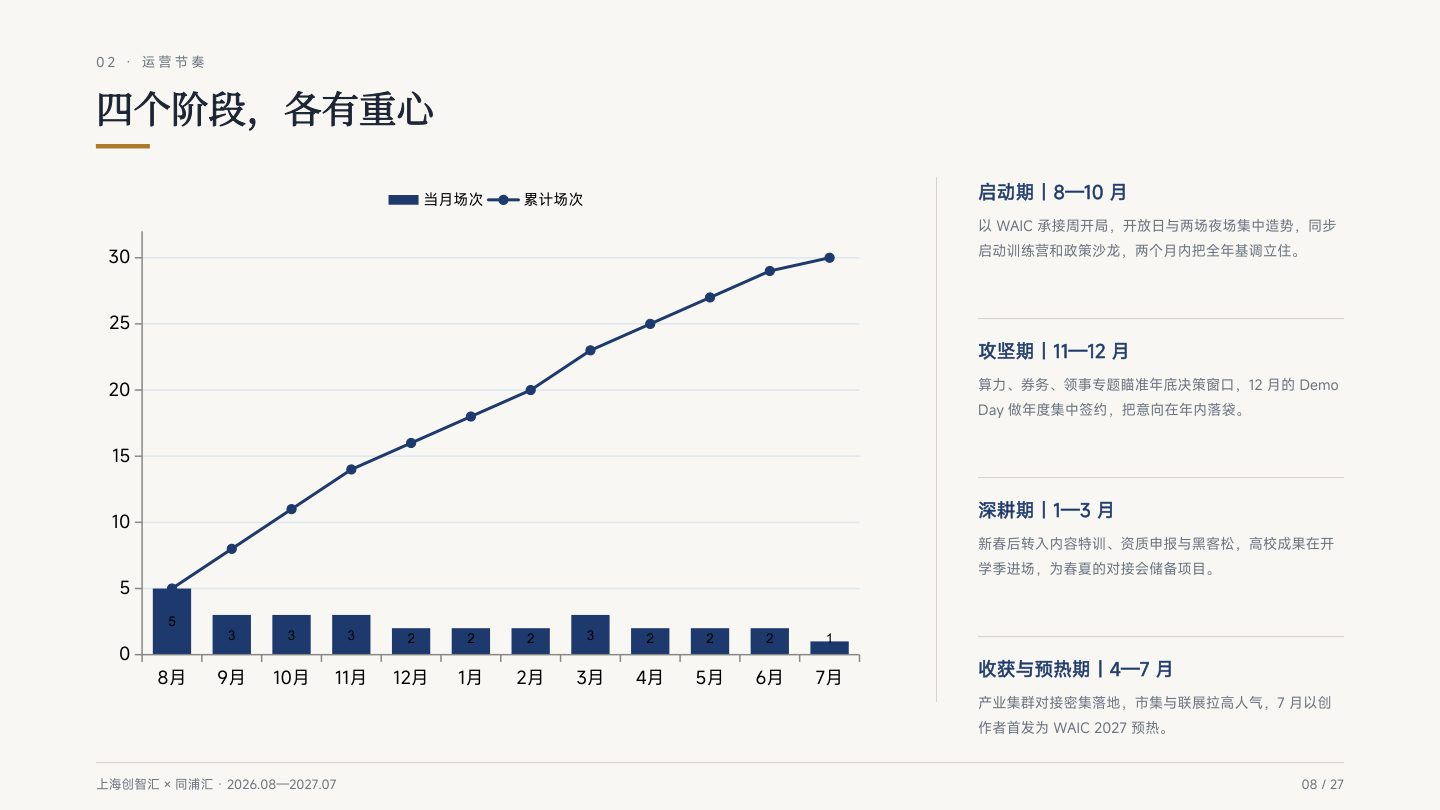 02 · 运营节奏
四个阶段，各有重心
当月场次 累计场次
30
25
20
15
10
5
0
5 3 3 3 2 2 2 3 2 2 2 1
8月 9月 10月 11月 12月 1月 2月 3月 4月 5月 6月 7月
启动期丨8—10 月
以 WAIC 承接周开局，开放日与两场夜场集中造势，同步
启动训练营和政策沙龙，两个月内把全年基调立住。
攻坚期丨11—12 月
算力、券务、领事专题瞄准年底决策窗口，12 月的 Demo
Day 做年度集中签约，把意向在年内落袋。
深耕期丨1—3 月
新春后转入内容特训、资质申报与黑客松，高校成果在开
学季进场，为春夏的对接会储备项目。
收获与预热期丨4—7 月
产业集群对接密集落地，市集与联展拉高人气，7 月以创
作者首发为 WAIC 2027 预热。
上海创智汇 × 同浦汇 · 2026.08—2027.07
08 / 27